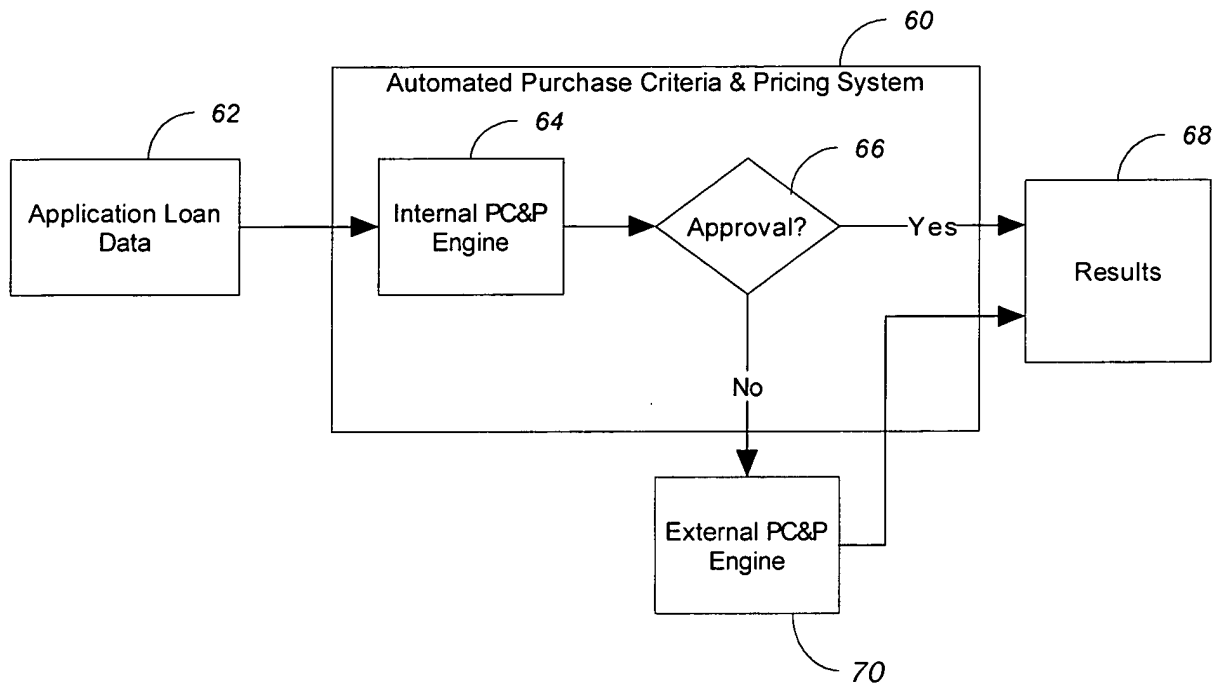 60
Automated Purchase Criteria & Pricing System
62
64
66
68
Application Loan
Data
Internal PC&P
Engine
Approval?
Yes
Results
No
External PC&P
Engine
70